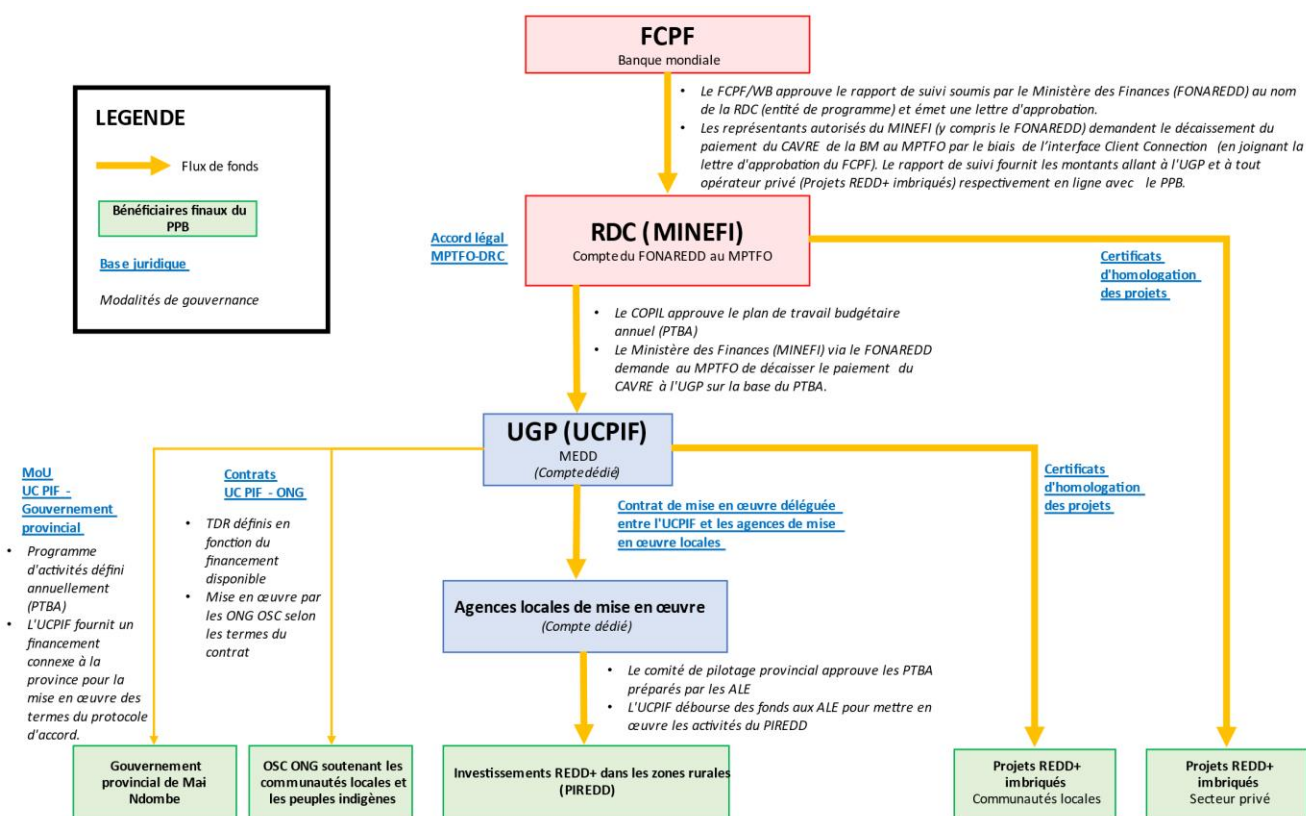 FCPF
Banque mondiale
• Le FCPF/WB approuve le rapport de suivi soumis par le Ministère des Finances (FONAREDD) au nom
de la RDC (entité de programme) et émet une lettre d'approbation.
• Les représentants autorisés du MINEFI (y compris le FONAREDD) demandent le décaissement du
paiement du CAVRE de la BM au MPTFO par le biais de l'interface Client Connection (en joignant la
lettre d'approbation du FCPF). Le rapport de suivi fournit les montants allant à l'UGP et à tout
opérateur privé (Projets REDD+ imbriqués) respectivement en ligne avec le PPB.
LEGENDE
Flux de fonds
Bénéficiaires finaux du
PPB
Base juridique
Modalités de gouvernance
Accord légal
MPTFO-DRC
RDC (MINEFI)
Compte du FONAREDD au MPTFO
Certificats
d'homologation
des projets
• Le COPIL approuve le plan de travail budgétaire
annuel (PTBA)
• Le Ministère des Finances (MINEFI) via le FONAREDD
demande au MPTFO de décaisser le paiement du
CAVRE à l'UGP sur la base du PTBA.
UGP (UCPIF)
MEDD
(Compte dédié)
MoU
UC PIF -
Gouvernement
provincial
• Programme
d'activités défini
annuellement
(PTBA)
• L'UCPIF fournit un
financement
connexe à la
province pour la
mise en œuvre des
termes du protocole
d'accord.
Contrats
UC PIF - ONG
• TDR définis en
fonction du
financement
disponible
• Mise en œuvre par
les ONG OSC selon
les termes du
contrat
Contrat de mise en œuvre déléguée
entre l'UCPIF et les agences de mise
en œuvre locales
Certificats
d'homologation
des projets
Agences locales de mise en œuvre
(Compte dédié)
• Le comité de pilotage provincial approuve les PTBA
préparés par les ALE
• L'UCPIF débourse des fonds aux ALE pour mettre en
œuvre les activités du PIREDD
Gouvernement
provincial de Mai
Ndombe
OSC ONG soutenant les
communautés locales et
les peuples indigènes
Investissements REDD+ dans les zones rurales
(PIREDD)
Projets REDD+
imbriqués
Communautés locales
Projets REDD+
imbriqués
Secteur privé